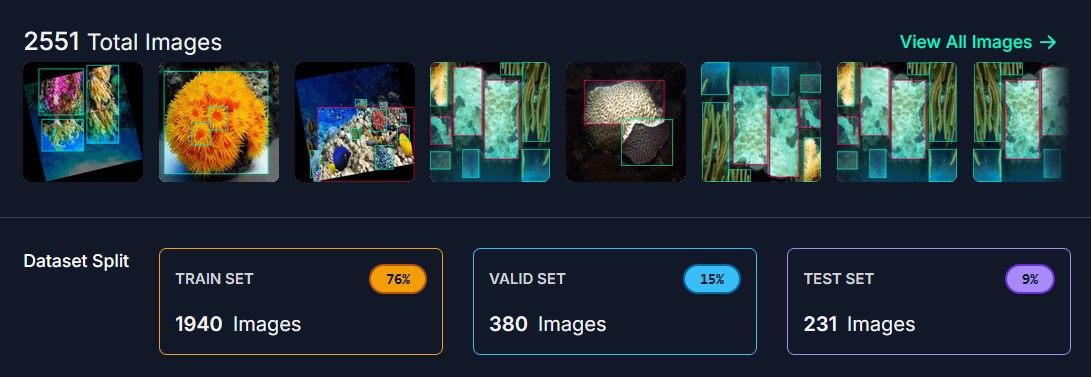 2551 Total Images
View All Images →
Dataset Split
TRAIN SET
76%
1940 Images
VALID SET
15%
380 Images
TEST SET
9%
231 Images